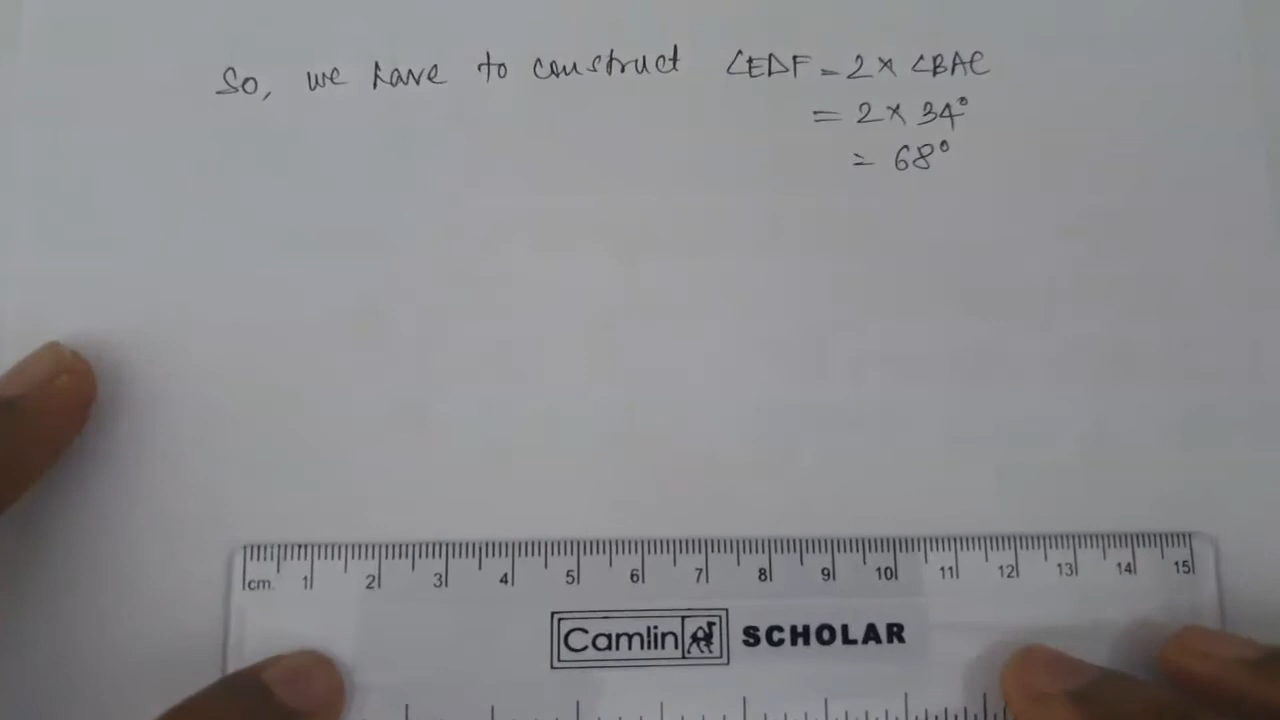 So, we have to construct ∠EDF = 2 × ∠BAC
= 2 × 34°
= 68°
cm. 1 2 3 4 5 6 7 8 9 10 11 12 13 14 15
Camlin SCHOLAR